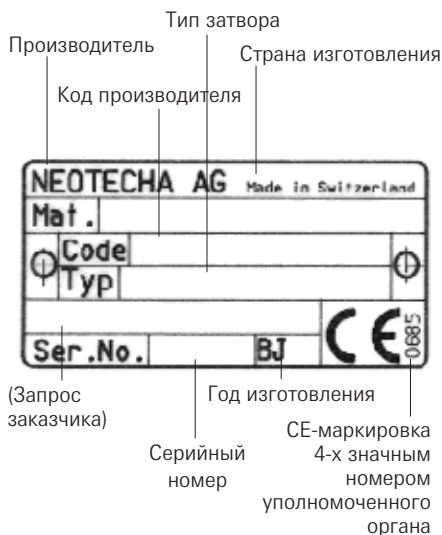 Тип затвора
Производитель
Страна изготовления
Код производителя
NEOTECHA AG Made in Switzerland
Mat.
Code
Typ
Ser.No. BJ CE 0685
(Запрос
заказчика)
Год изготовления
Серийный
номер
CE-маркировка
4-х значным
номером
уполномоченного
органа